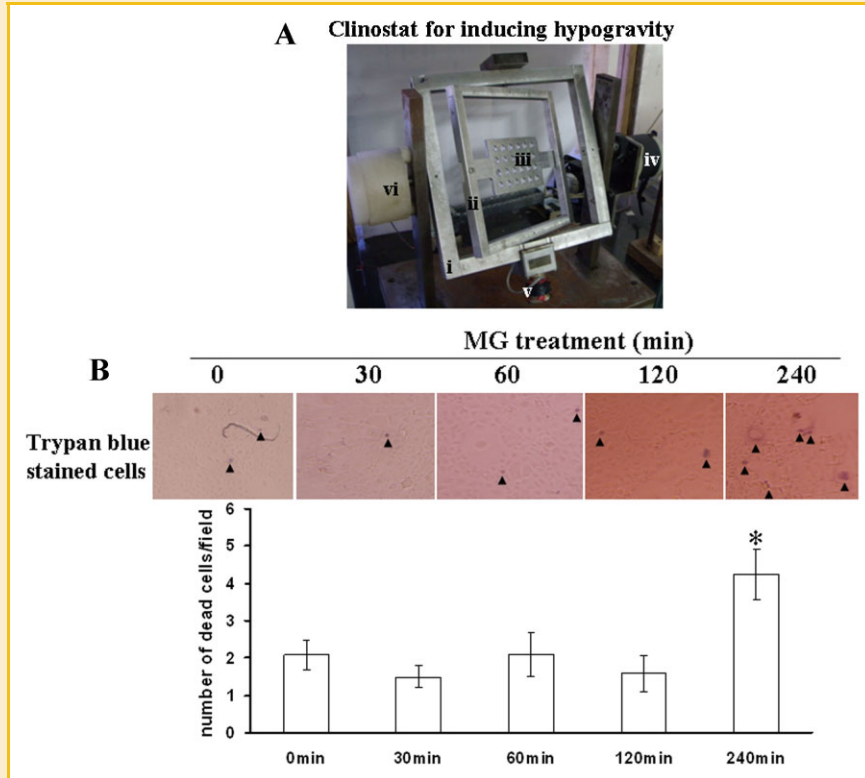 A Clinostat for inducing hypogravity
vi
iii
iv
ii
i
v
MG treatment (min)
B
0 30 60 120 240
Trypan blue
stained cells
number of dead cells/field
6
5
4
3
2
1
0
*
0min 30min 60min 120min 240min